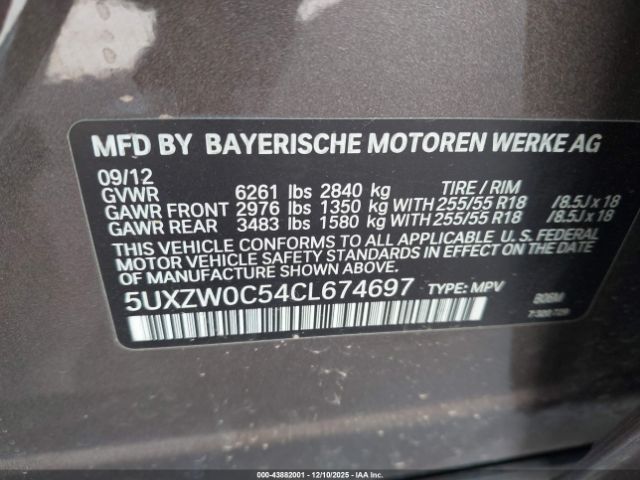 MFD BY BAYERISCHE MOTOREN WERKE AG
09/12
GVWR 6261 lbs 2840 kg TIRE / RIM
GAWR FRONT 2976 lbs 1350 kg WITH 255/55 R18 /8.5J x 18
GAWR REAR 3483 lbs 1580 kg WITH 255/55 R18 /8.5J x 18
THIS VEHICLE CONFORMS TO ALL APPLICABLE U. S. FEDERAL
MOTOR VEHICLE SAFETY STANDARDS IN EFFECT ON THE DATE
OF MANUFACTURE SHOWN ABOVE.
5UXZW0C54CL674697 TYPE: MPV
00-43882001 - 12/10/2025 - COPYRIGHT IAA, LLC